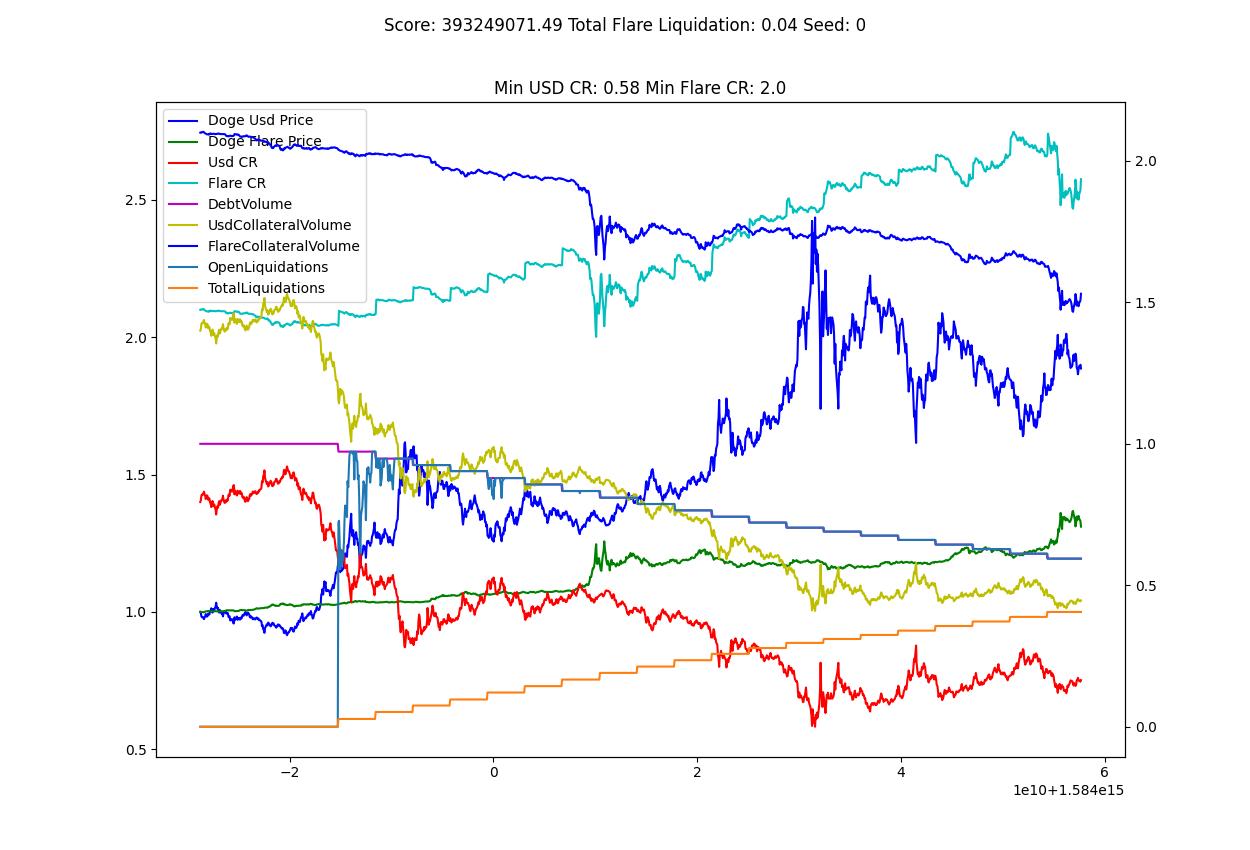 Score: 393249071.49 Total Flare Liquidation: 0.04 Seed: 0
Min USD CR: 0.58 Min Flare CR: 2.0
Doge Usd Price
Doge Flare Price
Usd CR
Flare CR
DebtVolume
UsdCollateralVolume
FlareCollateralVolume
OpenLiquidations
TotalLiquidations
2.5
2.0
1.5
1.0
0.5
2.0
1.5
1.0
0.5
0.0
−2
0
2
4
6
1e10+1.584e15